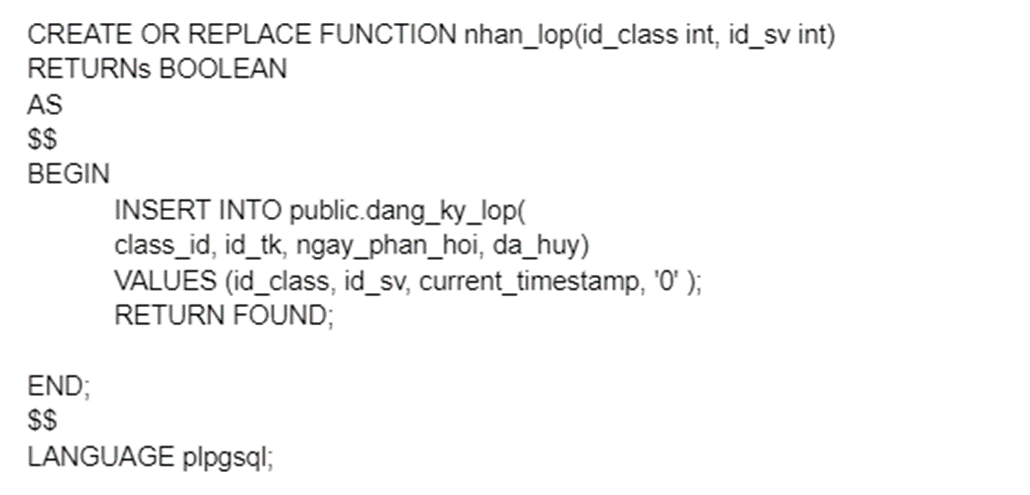 CREATE OR REPLACE FUNCTION nhan_lop(id_class int, id_sv int)
RETURNs BOOLEAN
AS
$$
BEGIN
INSERT INTO public.dang_ky_lop(
class_id, id_tk, ngay_phan_hoi, da_huy)
VALUES (id_class, id_sv, current_timestamp, '0' );
RETURN FOUND;
END;
$$
LANGUAGE plpgsql;